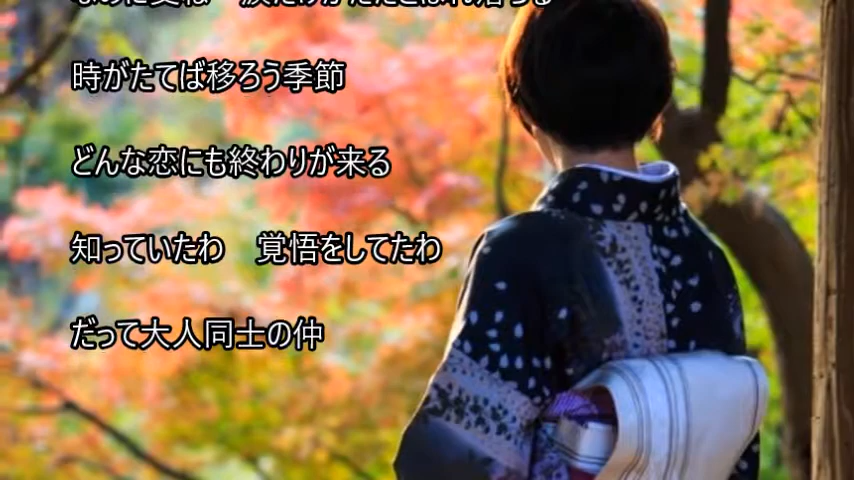 時がたてば移ろう季節
どんな恋にも終わりが来る
知っていたわ　覚悟をしてたわ
だって大人同士の仲